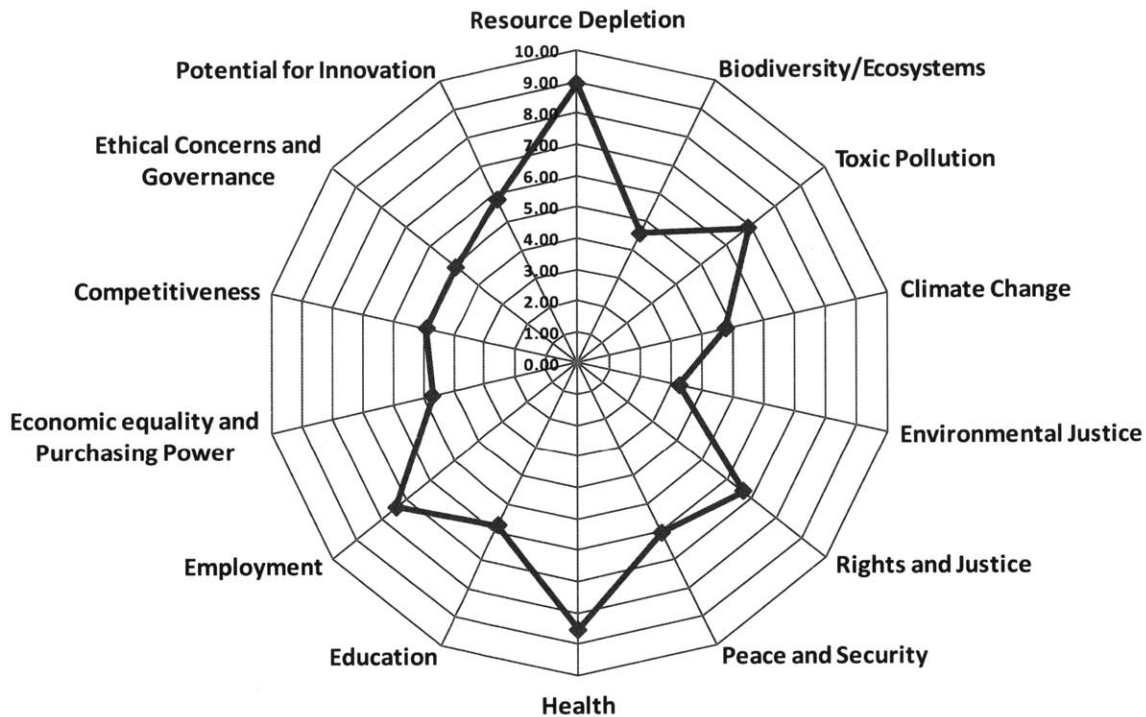 Resource Depletion
Biodiversity/Ecosystems
Toxic Pollution
Climate Change
Environmental Justice
Rights and Justice
Peace and Security
Health
Education
Employment
Economic equality and
Purchasing Power
Competitiveness
Ethical Concerns and
Governance
Potential for Innovation
10.00
9.00
8.00
7.00
6.00
5.00
4.00
3.00
2.00
1.00
0.00